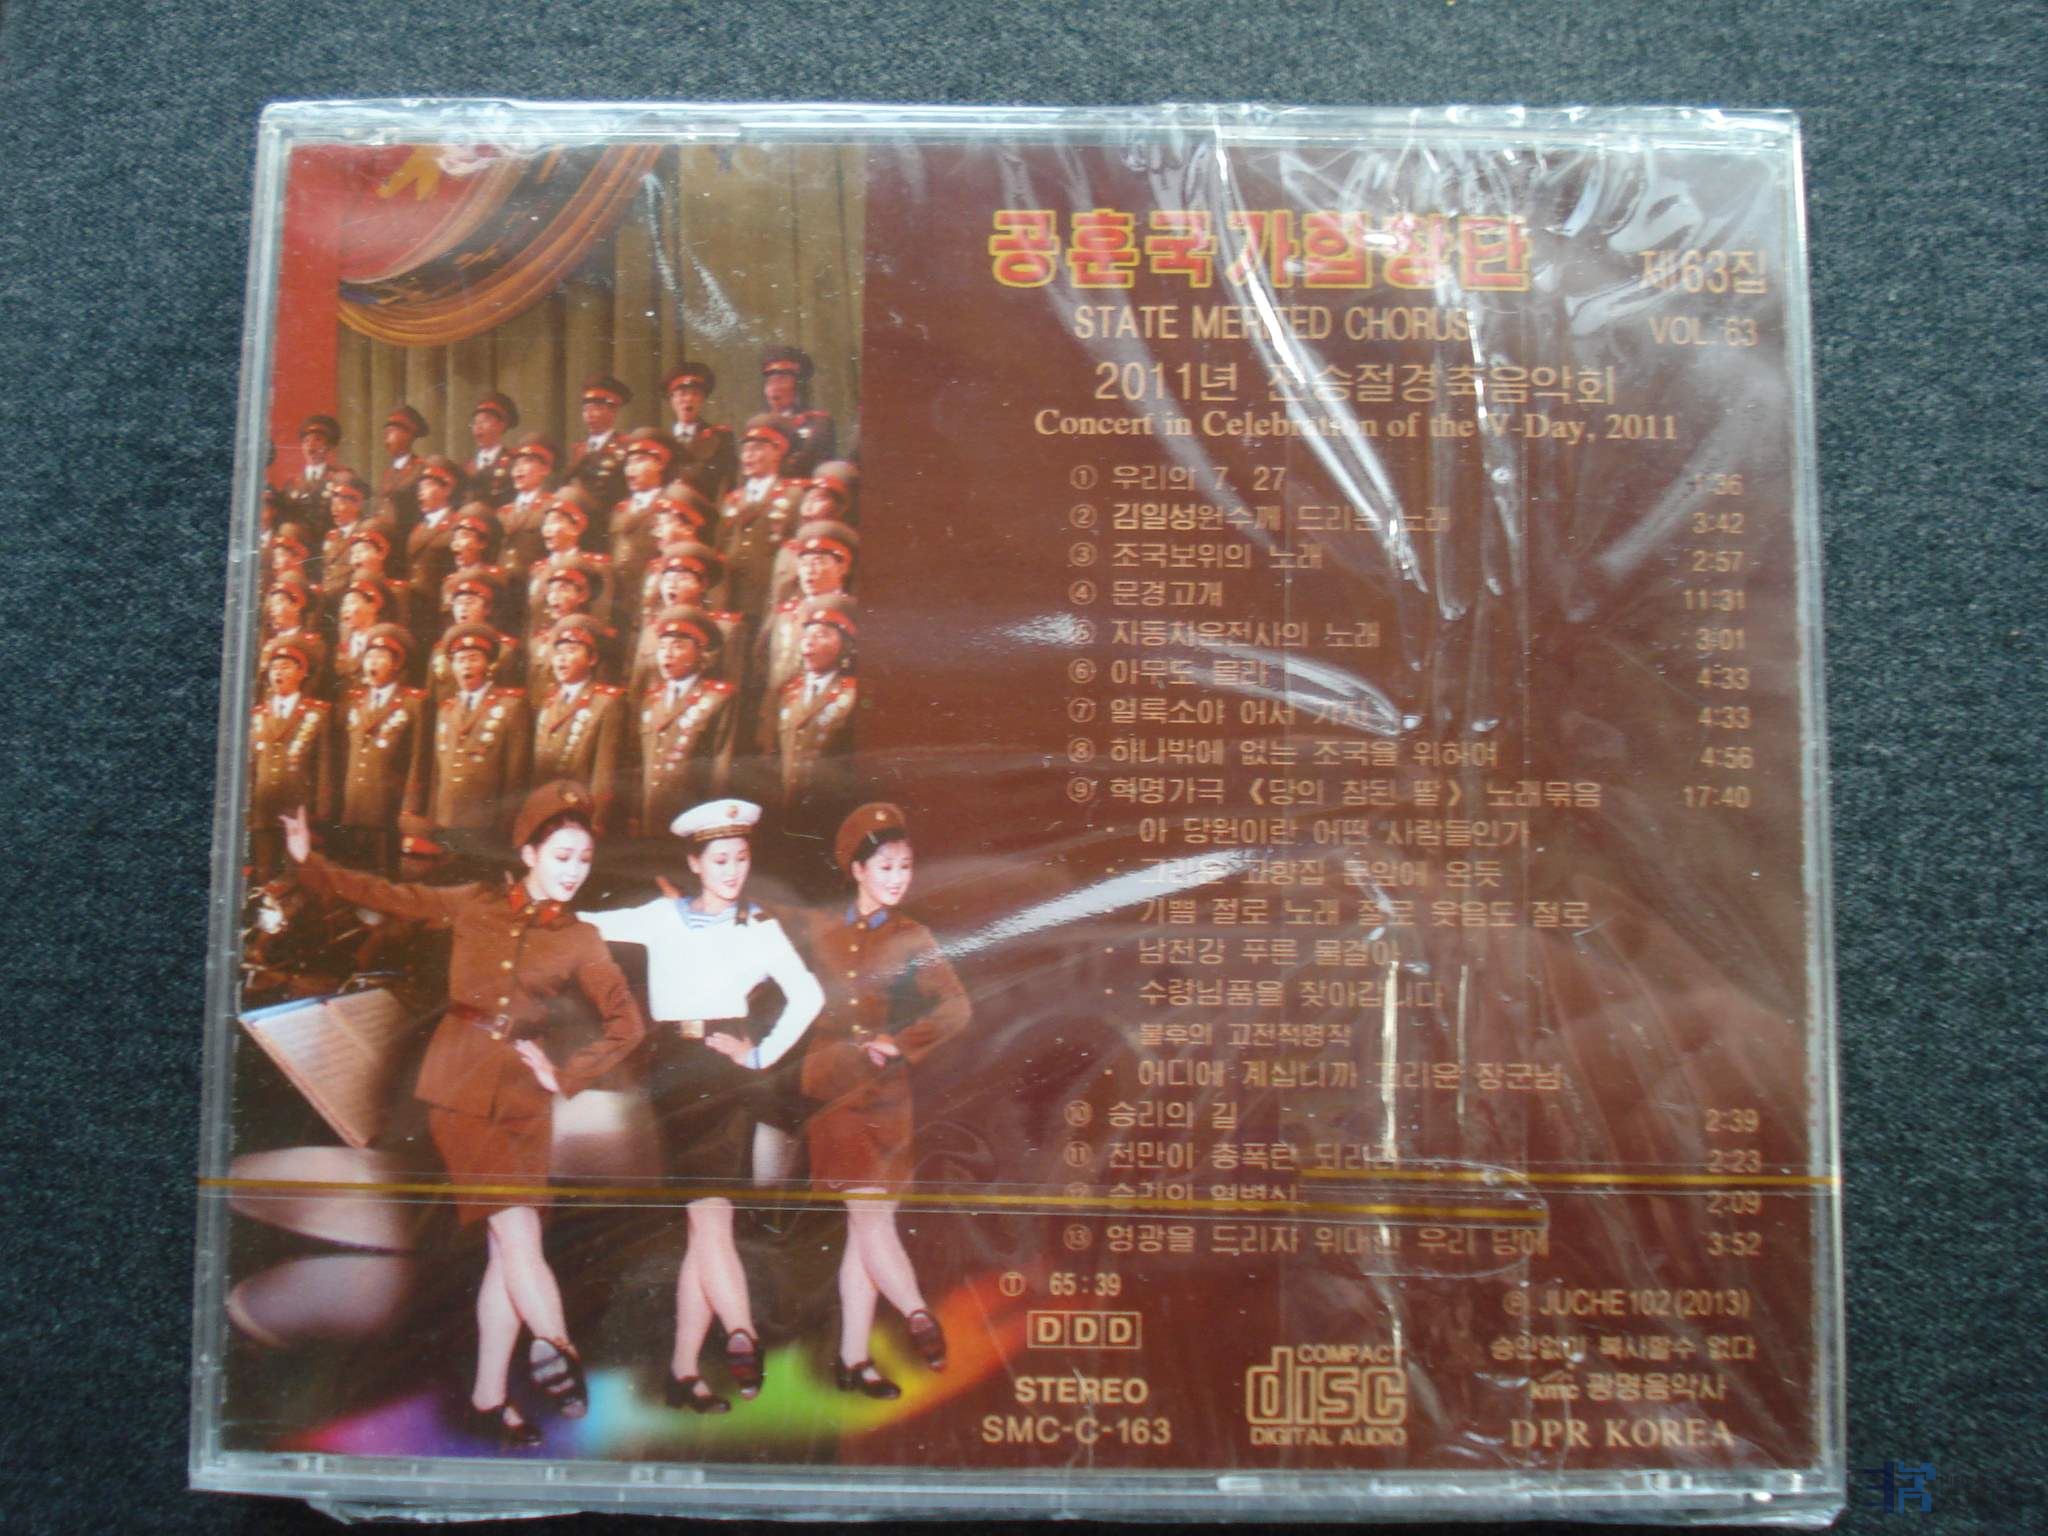 공훈국가합창단
제63집
STATE MERITED CHORUS
VOL. 63
2011년 전승절경축음악회
Concert in Celebration of the V-Day, 2011
① 우리의 7. 27 1:36
② 김일성원수께 드리는 노래 3:42
③ 조국보위의 노래 2:57
④ 문경고개 11:31
⑤ 자동차운전사의 노래 3:01
⑥ 아무도 몰라 4:33
⑦ 얼룩소야 어서 가자 4:33
⑧ 하나밖에 없는 조국을 위하여 4:56
⑨ 혁명가극 《당의 참된 딸》 노래묶음 17:40
· 아 당원이란 어떤 사람들인가
· 그리운 고향집 문앞에 온듯
· 기쁨 절로 노래 절로 웃음도 절로
· 남천강 푸른 물결아
· 수령님품을 찾아갑니다
불후의 고전적명작
· 어디에 계십니까 그리운 장군님
⑩ 승리의 길 2:39
⑪ 천만이 총폭탄 되리라 2:23
⑫ 승리의 열병식 2:09
⑬ 영광을 드리자 위대한 우리 당에 3:52
Ⓣ 65:39
DDD
STEREO
SMC-C-163
COMPACT
disc
DIGITAL AUDIO
Ⓟ JUCHE102(2013)
승인없이 복사할수 없다
kmc 광명음악사
DPR KOREA